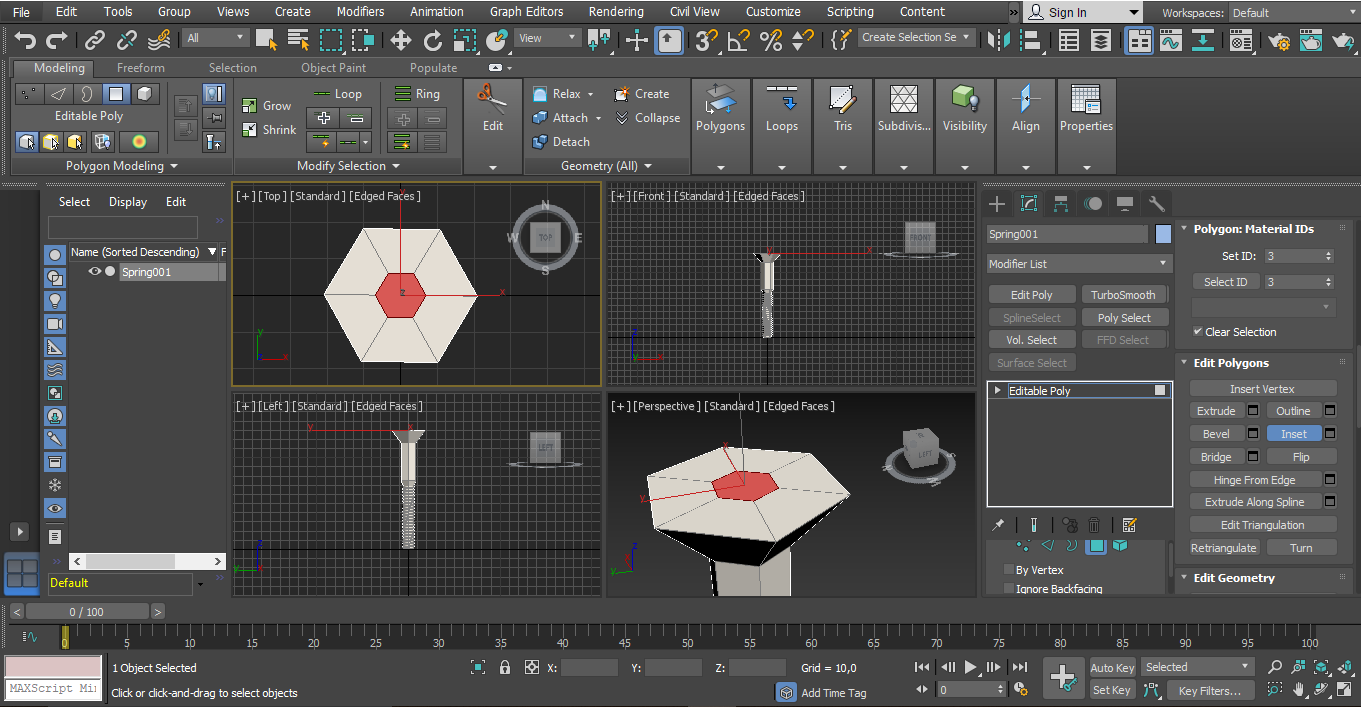 File Edit Tools Group Views Create Modifiers Animation Graph Editors Rendering Civil View Customize Scripting Content » Sign In Workspaces: Default
All View 3 Create Selection Se
Modeling Freeform Selection Object Paint Populate
Loop Ring Relax Create
Grow Attach Collapse
Editable Poly Shrink Edit Detach Polygons Loops Tris Subdivis... Visibility Align Properties
Polygon Modeling Modify Selection Geometry (All)
Select Display Edit
Name (Sorted Descending) F
Spring001
Default
[+] [Top] [Standard] [Edged Faces]
N
W TOP E
S
y
z x
y
z x
[+] [Front] [Standard] [Edged Faces]
FRONT
x
[+] [Left] [Standard] [Edged Faces]
LEFT
y
[+] [Perspective] [Standard] [Edged Faces]
LEFT
x
y
Spring001
Modifier List
Edit Poly TurboSmooth
SplineSelect Poly Select
Vol. Select FFD Select
Surface Select
Editable Poly
By Vertex
Ignore Backfacing
Polygon: Material IDs
Set ID: 3
Select ID 3
Clear Selection
Edit Polygons
Insert Vertex
Extrude Outline
Bevel Inset
Bridge Flip
Hinge From Edge
Extrude Along Spline
Edit Triangulation
Retriangulate Turn
Edit Geometry
< 0 / 100 >
0 5 10 15 20 25 30 35 40 45 50 55 60 65 70 75 80 85 90 95 100
1 Object Selected X: Y: Z: Grid = 10,0 Auto Key Selected
MAXScript Mi Click or click-and-drag to select objects Add Time Tag 0 Set Key Key Filters...